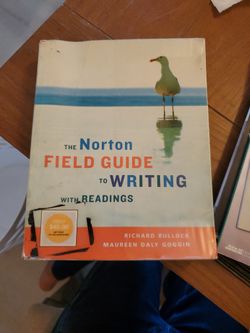 THE Norton
FIELD GUIDE
TO WRITING
WITH READINGS
RICHARD BULLOCK
MAUREEN DALY GOGGIN